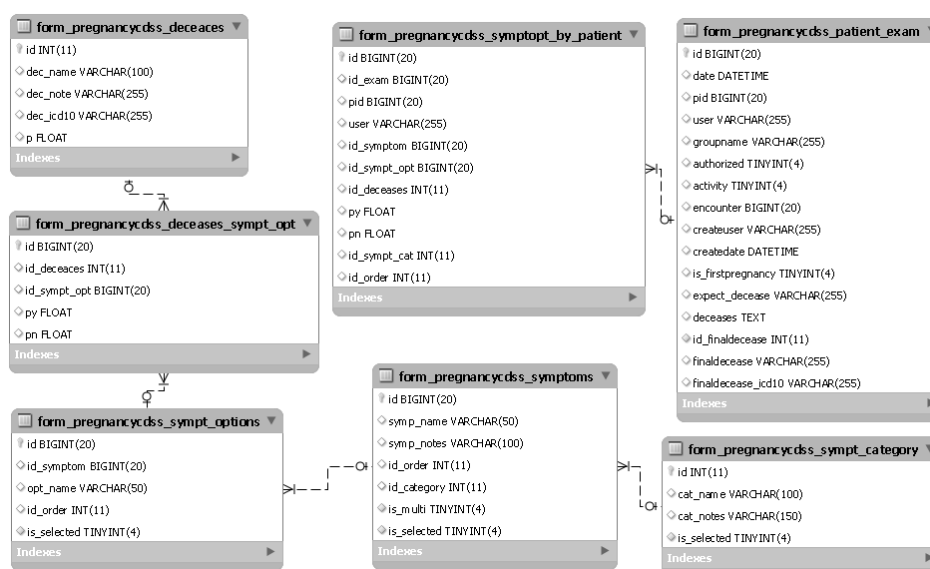 form_pregnancycdss_deceaces
id INT(11)
dec_name VARCHAR(100)
dec_note VARCHAR(255)
dec_icd10 VARCHAR(255)
p FLOAT
Indexes
form_pregnancycdss_deceases_sympt_opt
id BIGINT(20)
id_deceaces INT(11)
id_sympt_opt BIGINT(20)
py FLOAT
pn FLOAT
Indexes
form_pregnancycdss_sympt_options
id BIGINT(20)
id_symptom BIGINT(20)
opt_name VARCHAR(50)
id_order INT(11)
is_selected TINYINT(4)
Indexes
form_pregnancycdss_symptopt_by_patient
id BIGINT(20)
id_exam BIGINT(20)
pid BIGINT(20)
user VARCHAR(255)
id_symptom BIGINT(20)
id_sympt_opt BIGINT(20)
id_deceases INT(11)
py FLOAT
pn FLOAT
id_sympt_cat INT(11)
id_order INT(11)
Indexes
form_pregnancycdss_symptoms
id BIGINT(20)
symp_name VARCHAR(50)
symp_notes VARCHAR(100)
id_order INT(11)
id_category INT(11)
is_multi TINYINT(4)
is_selected TINYINT(4)
Indexes
form_pregnancycdss_patient_exam
id BIGINT(20)
date DATETIME
pid BIGINT(20)
user VARCHAR(255)
groupname VARCHAR(255)
authorized TINYINT(4)
activity TINYINT(4)
encounter BIGINT(20)
createuser VARCHAR(255)
createdate DATETIME
is_firstpregnancy TINYINT(4)
expect_decease VARCHAR(255)
deceases TEXT
id_finaldecease INT(11)
finaldecease VARCHAR(255)
finaldecease_icd10 VARCHAR(255)
Indexes
form_pregnancycdss_sympt_category
id INT(11)
cat_name VARCHAR(100)
cat_notes VARCHAR(150)
is_selected TINYINT(4)
Indexes